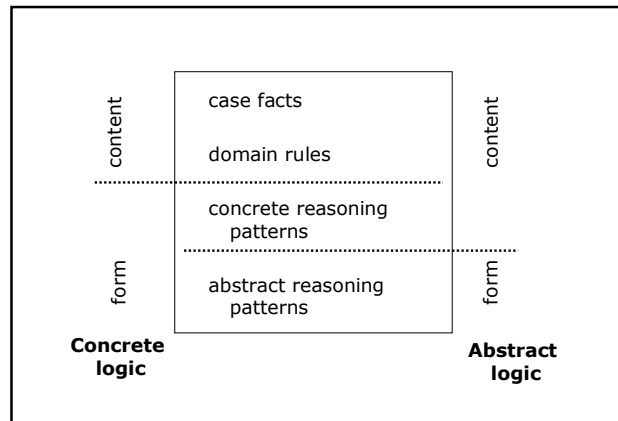 content
case facts
domain rules
content
concrete reasoning
patterns
form
abstract reasoning
patterns
form
Concrete
logic
Abstract
logic